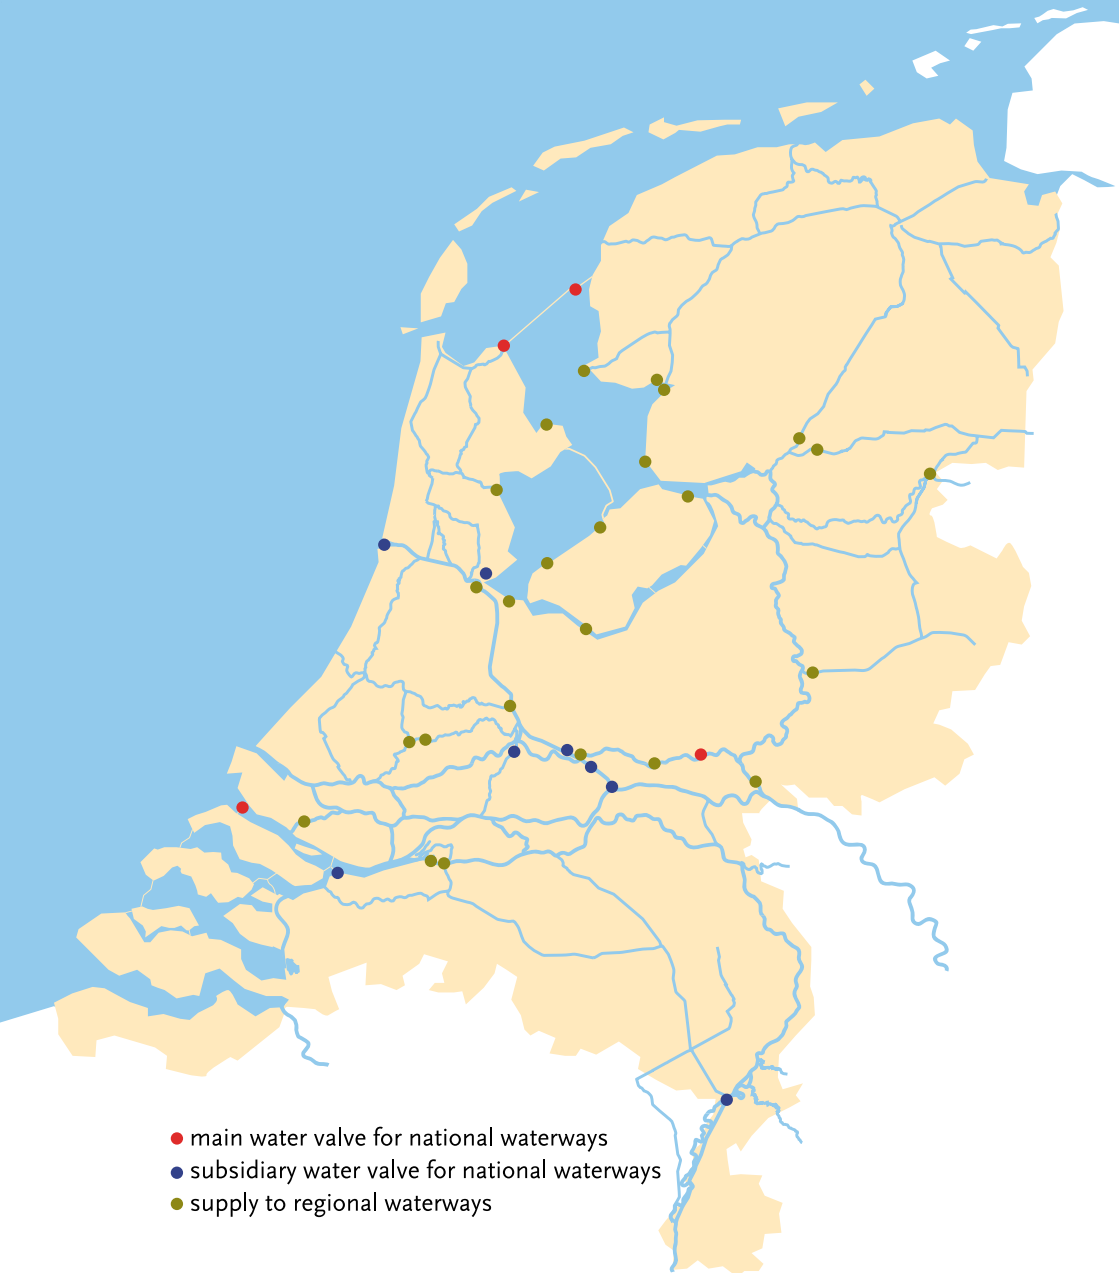 main water valve for national waterways
subsidiary water valve for national waterways
supply to regional waterways